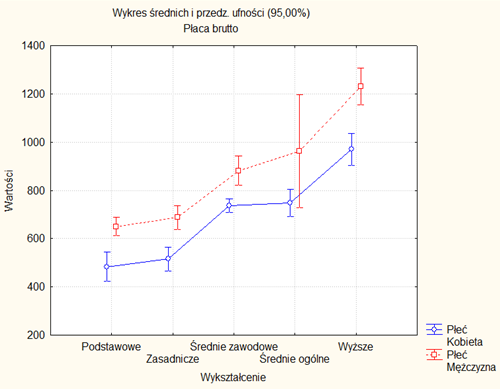 Wykres średnich i przedz. ufności (95,00%)
Płaca brutto
1400
1200
1000
800
600
400
200
Wartości
Podstawowe
Zasadnicze
Średnie zawodowe
Średnie ogólne
Wyższe
Wykształcenie
Płeć
Kobieta
Płeć
Mężczyzna